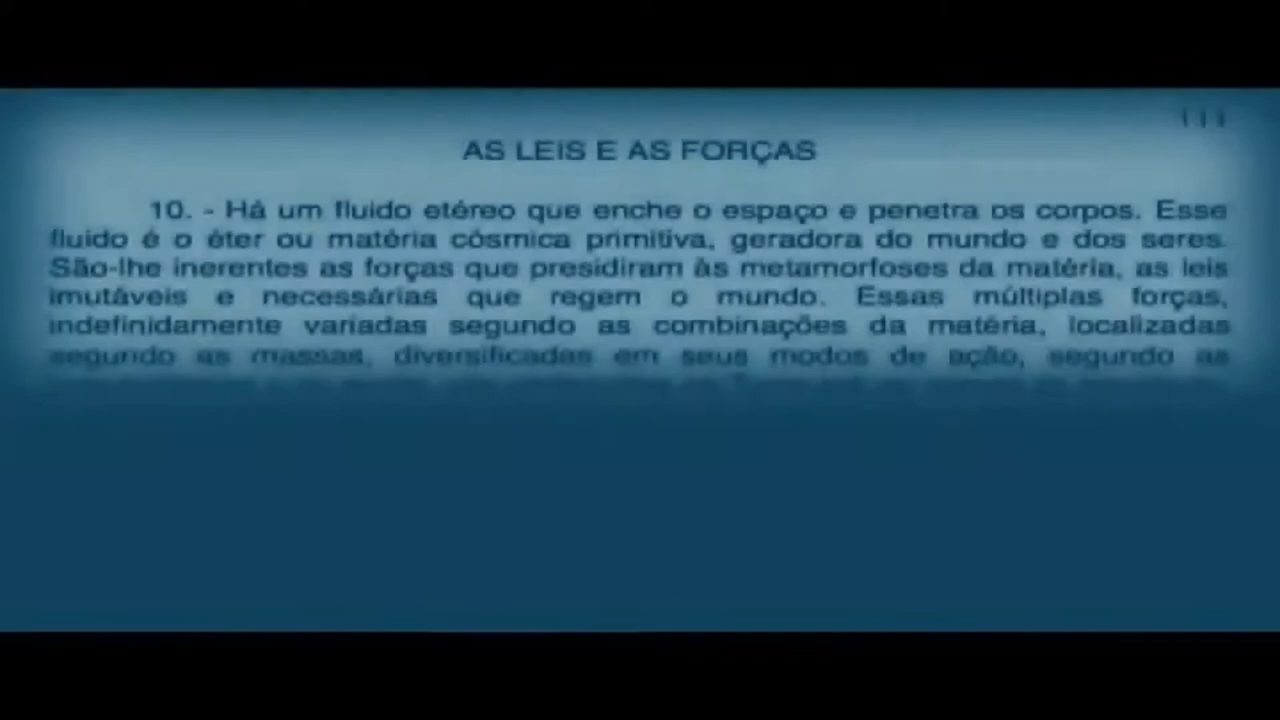 AS LEIS E AS FORÇAS
10. - Há um fluido etéreo que enche o espaço e penetra os corpos. Esse
fluido é o éter ou matéria cósmica primitiva, geradora do mundo e dos seres.
São-lhe inerentes as forças que presidiram às metamorfoses da matéria, as leis
imutáveis e necessárias que regem o mundo. Essas múltiplas forças,
indefinidamente variadas segundo as combinações da matéria, localizadas
segundo as massas, diversificadas em seus modos de ação, segundo as